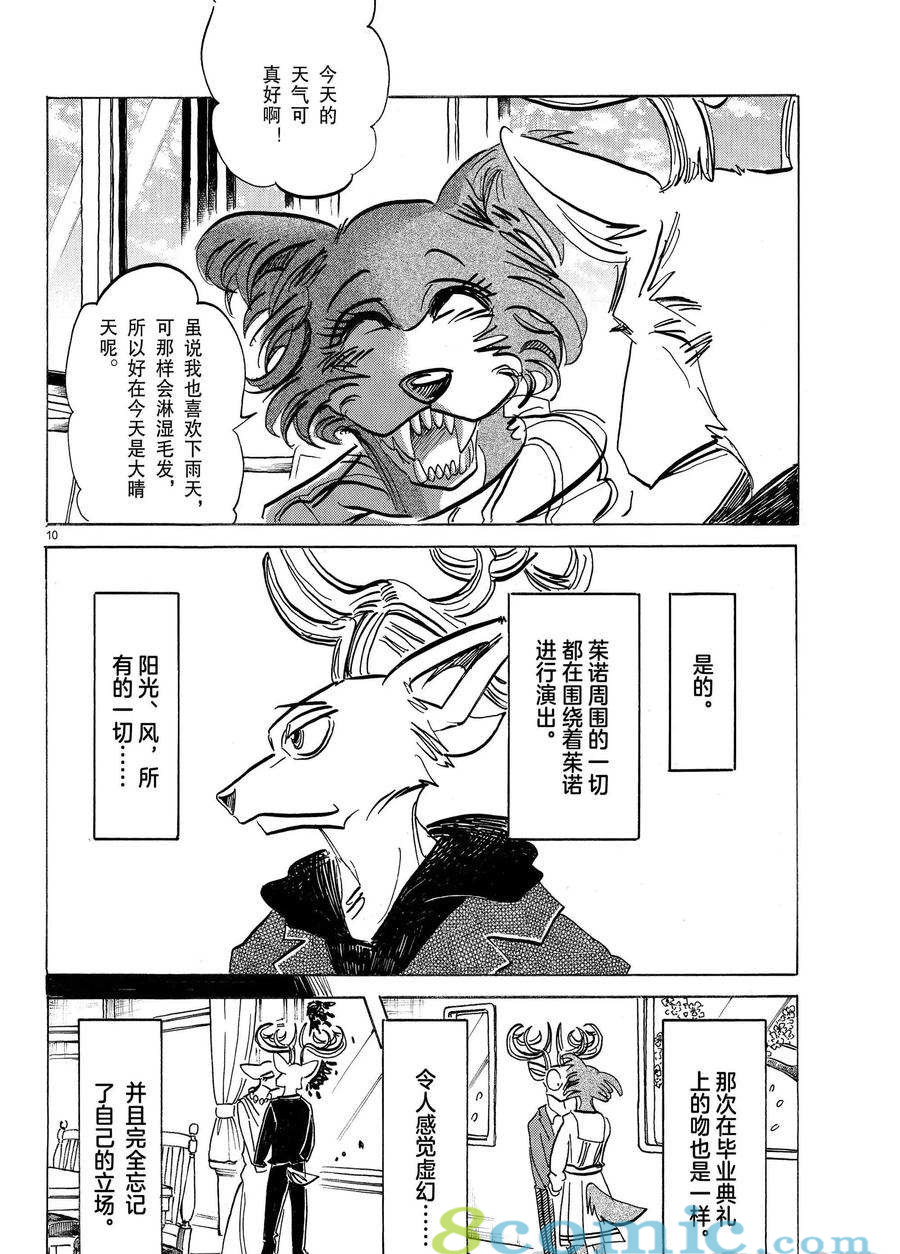 今天的
天气可
真好啊！
虽说我也喜欢下雨天，
可那样会淋湿毛发，
所以好在今天是大晴
天呢。
10
是的。
茱诺周围的一切
都在围绕着茱诺
进行演出。
阳光、风，所
有的一切……
那次在毕业典礼
上的吻也是一样。
令人感觉虚幻……
并且完全忘记
了自己的立场。
8comic.com